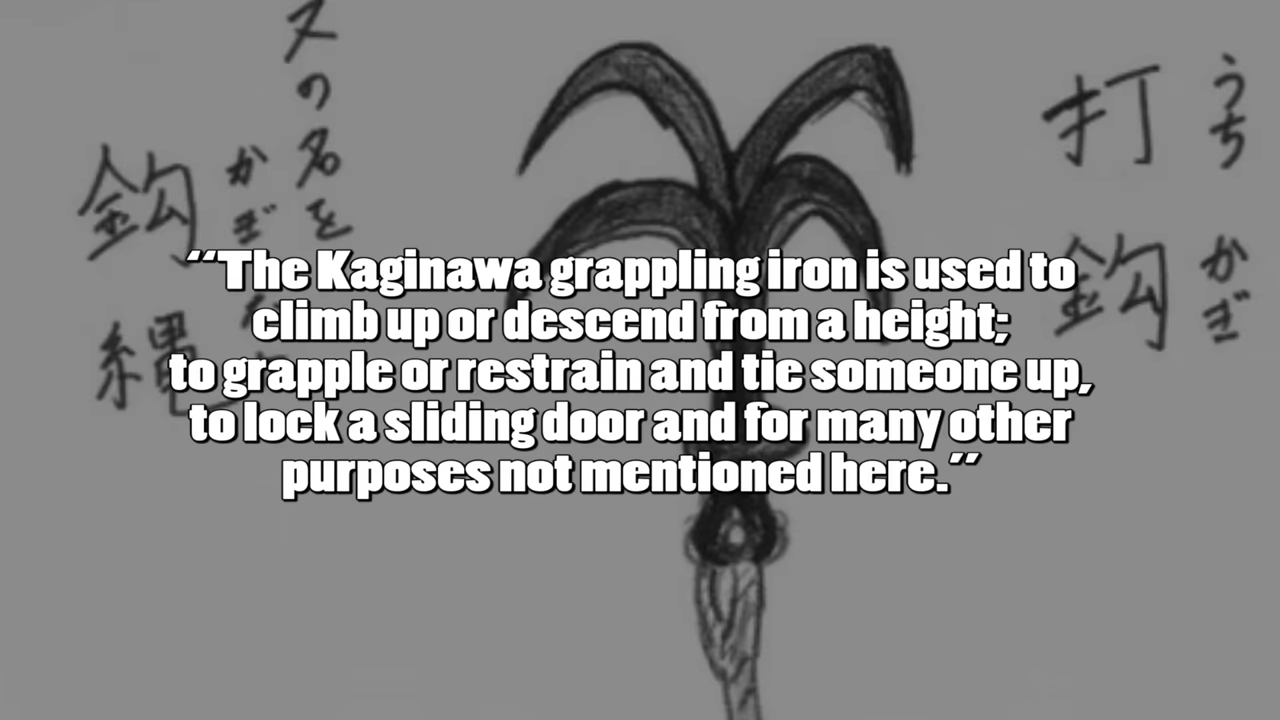 “The Kaginawa grappling iron is used to
climb up or descend from a height;
to grapple or restrain and tie someone up,
to lock a sliding door and for many other
purposes not mentioned here.”
打鈎
うちかぎ
又の名を
鈎縄
かぎ